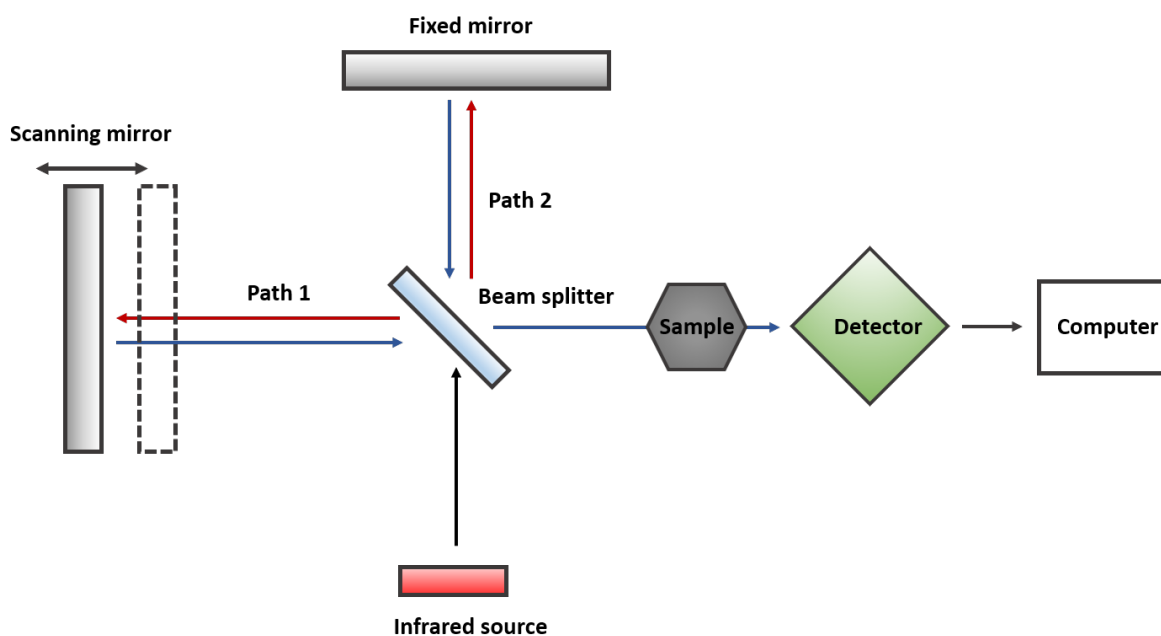 Fixed mirror
Scanning mirror
Path 2
Path 1
Beam splitter
Sample
Detector
Computer
Infrared source